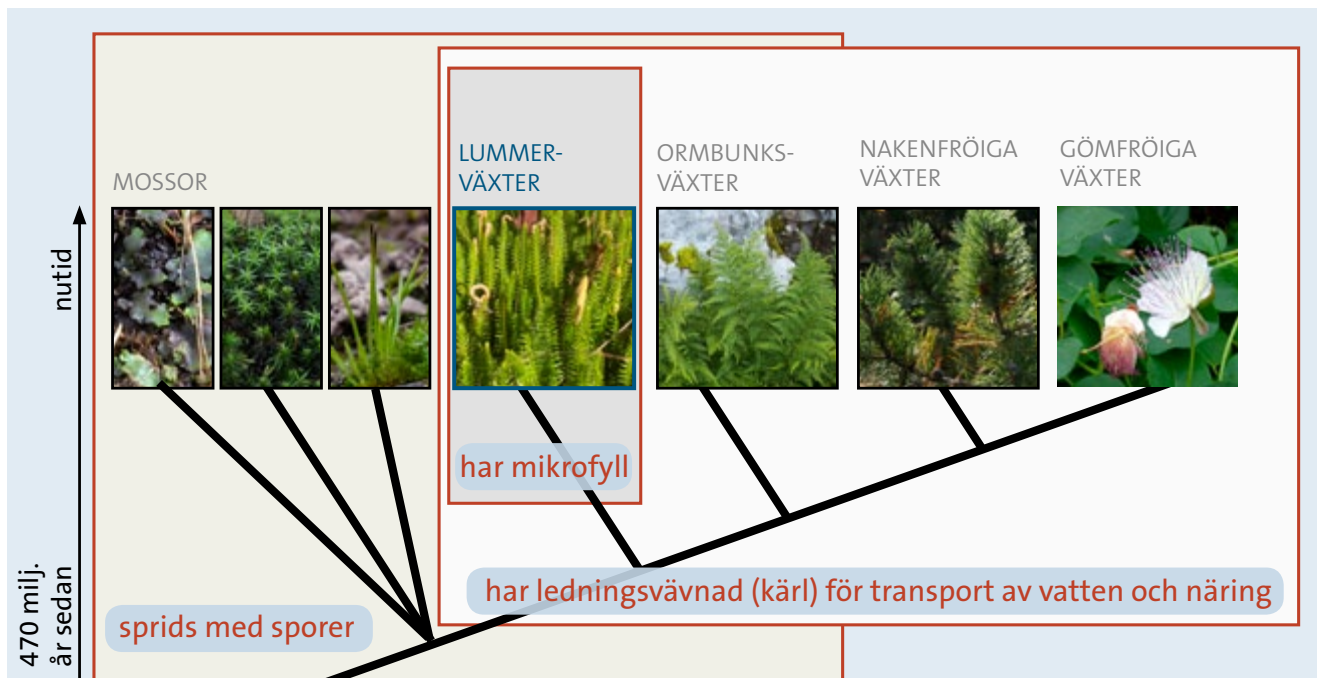 MOSSOR
LUMMER-
VÄXTER
ORMBUNKS-
VÄXTER
NAKENFRÖIGA
VÄXTER
GÖMFRÖIGA
VÄXTER
nutid
har mikrofyll
470 milj.
år sedan
har ledningsvävnad (kärl) för transport av vatten och näring
sprids med sporer